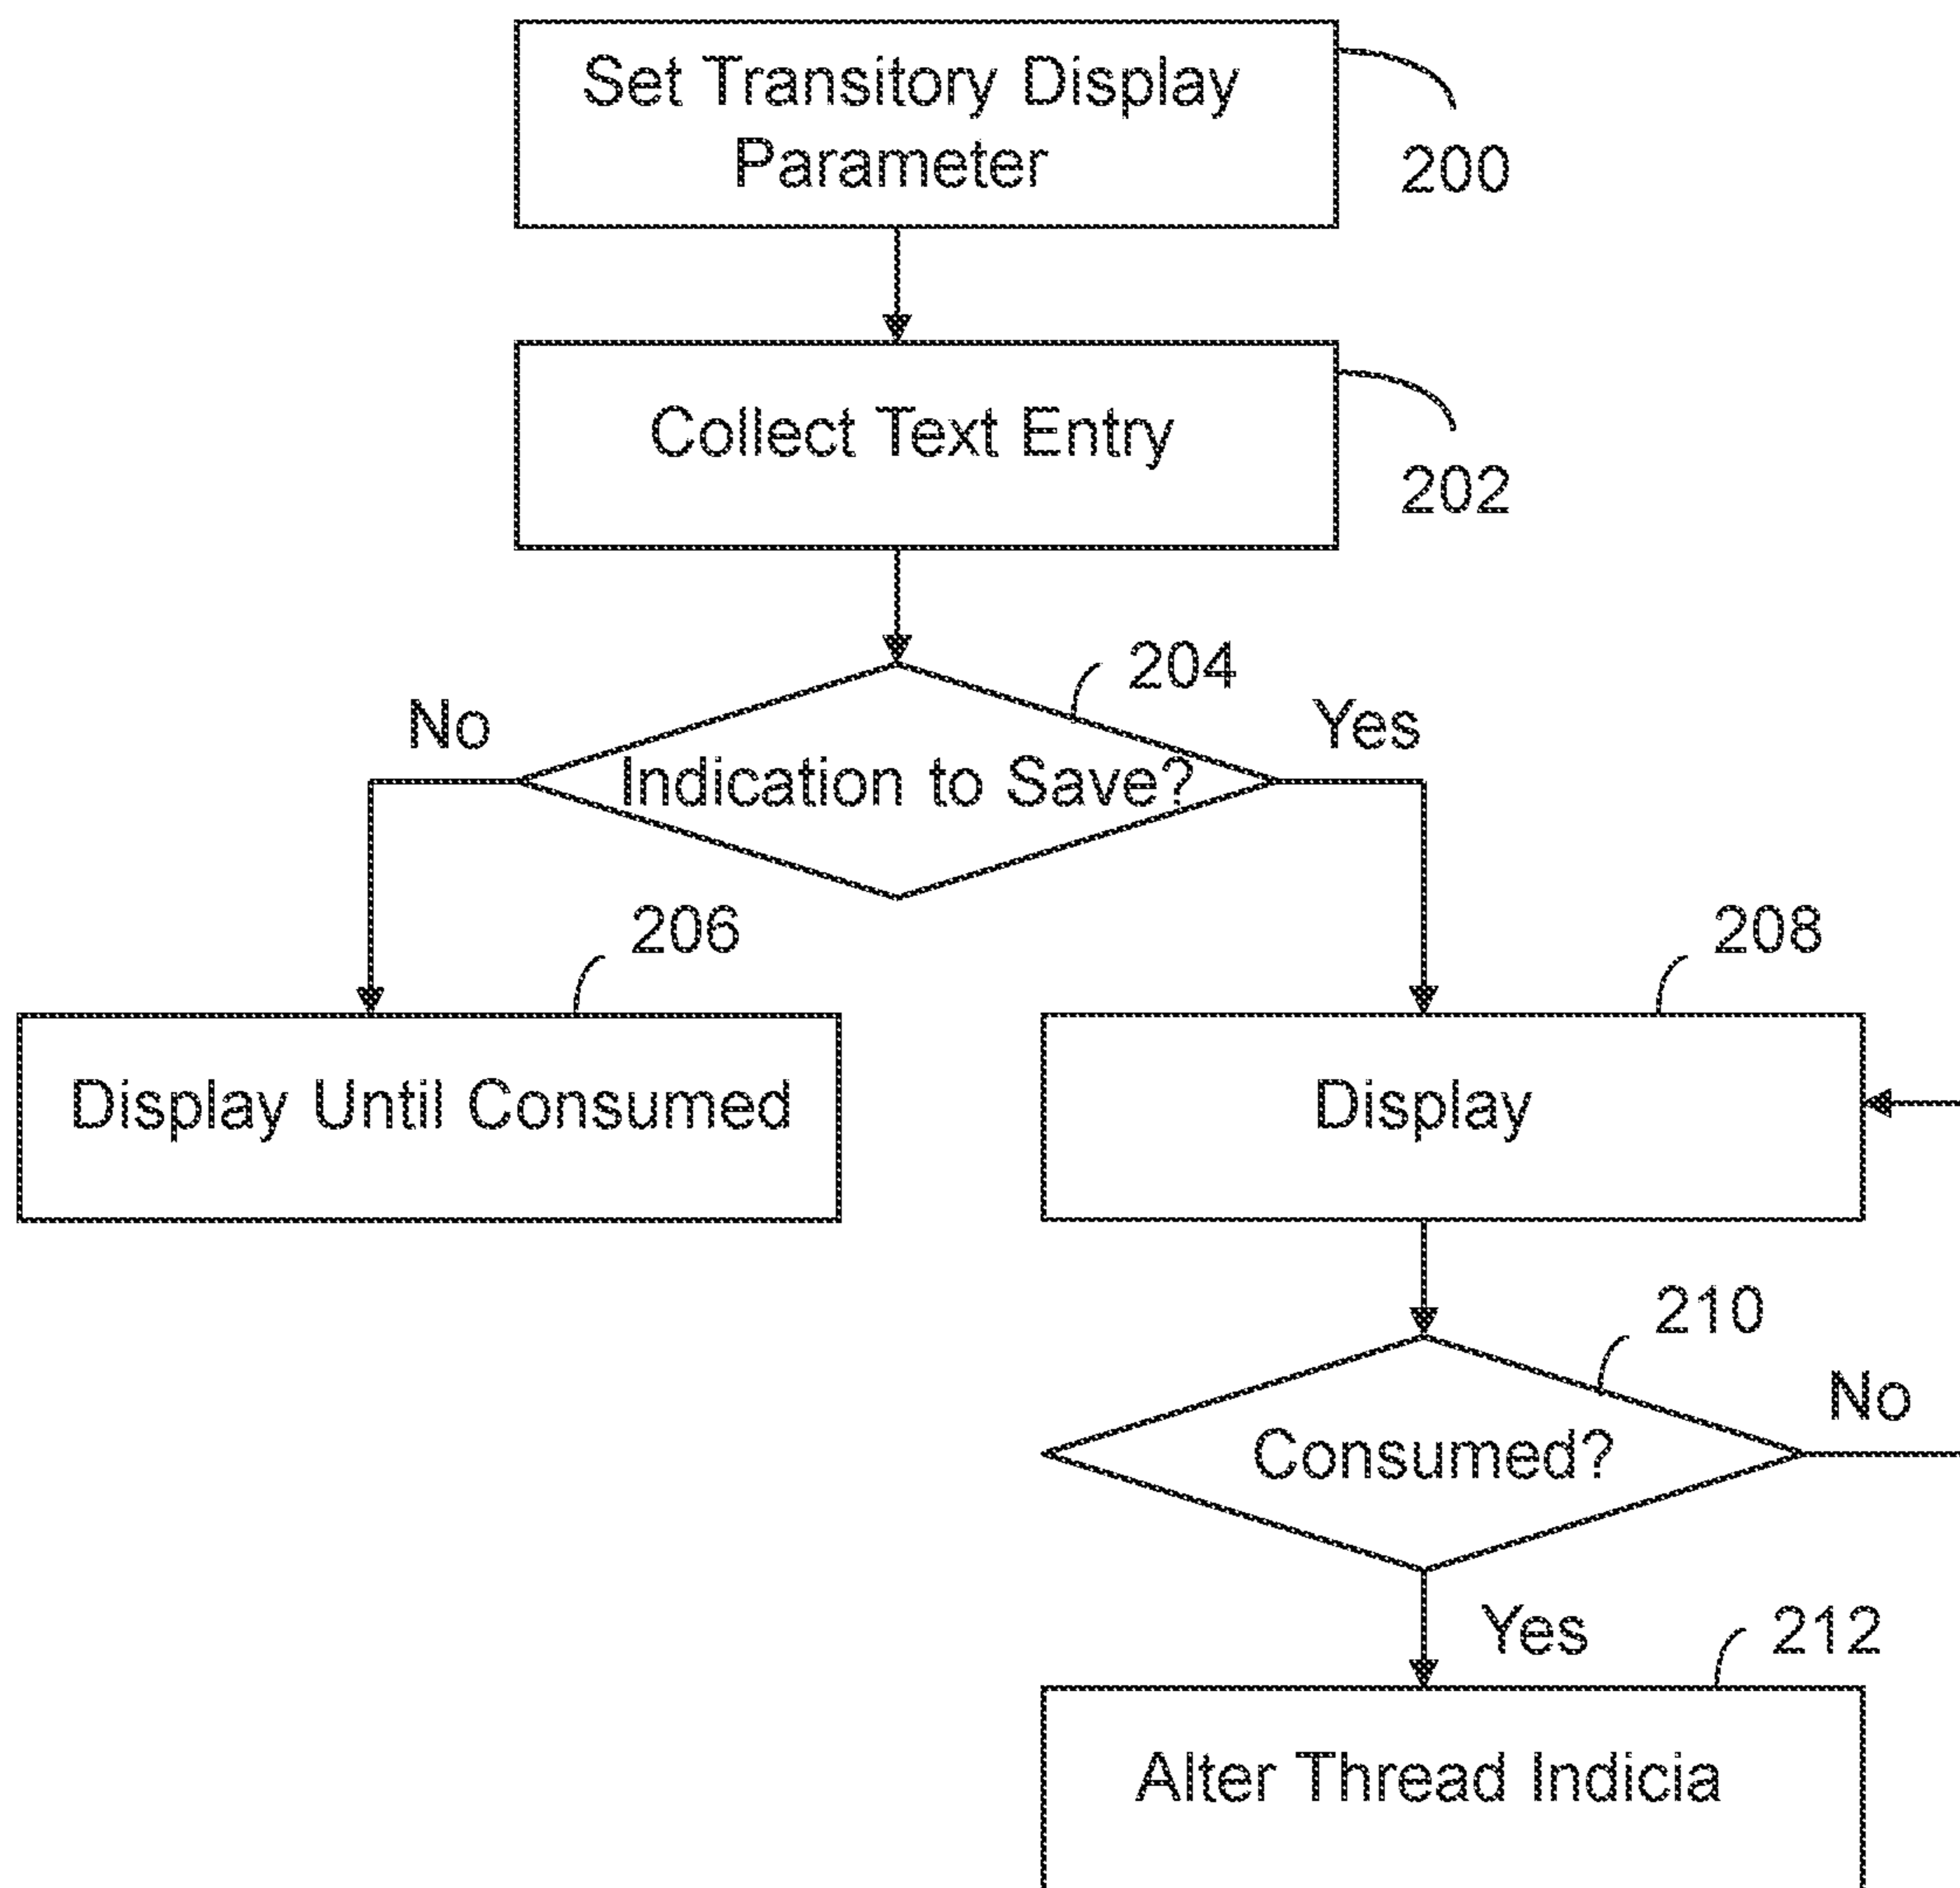 Set Transitory Display
Parameter
200
Collect Text Entry
202
204
No
Yes
Indication to Save?
206
208
Display Until Consumed
Display
210
No
Consumed?
Yes
212
Alter Thread Indicia